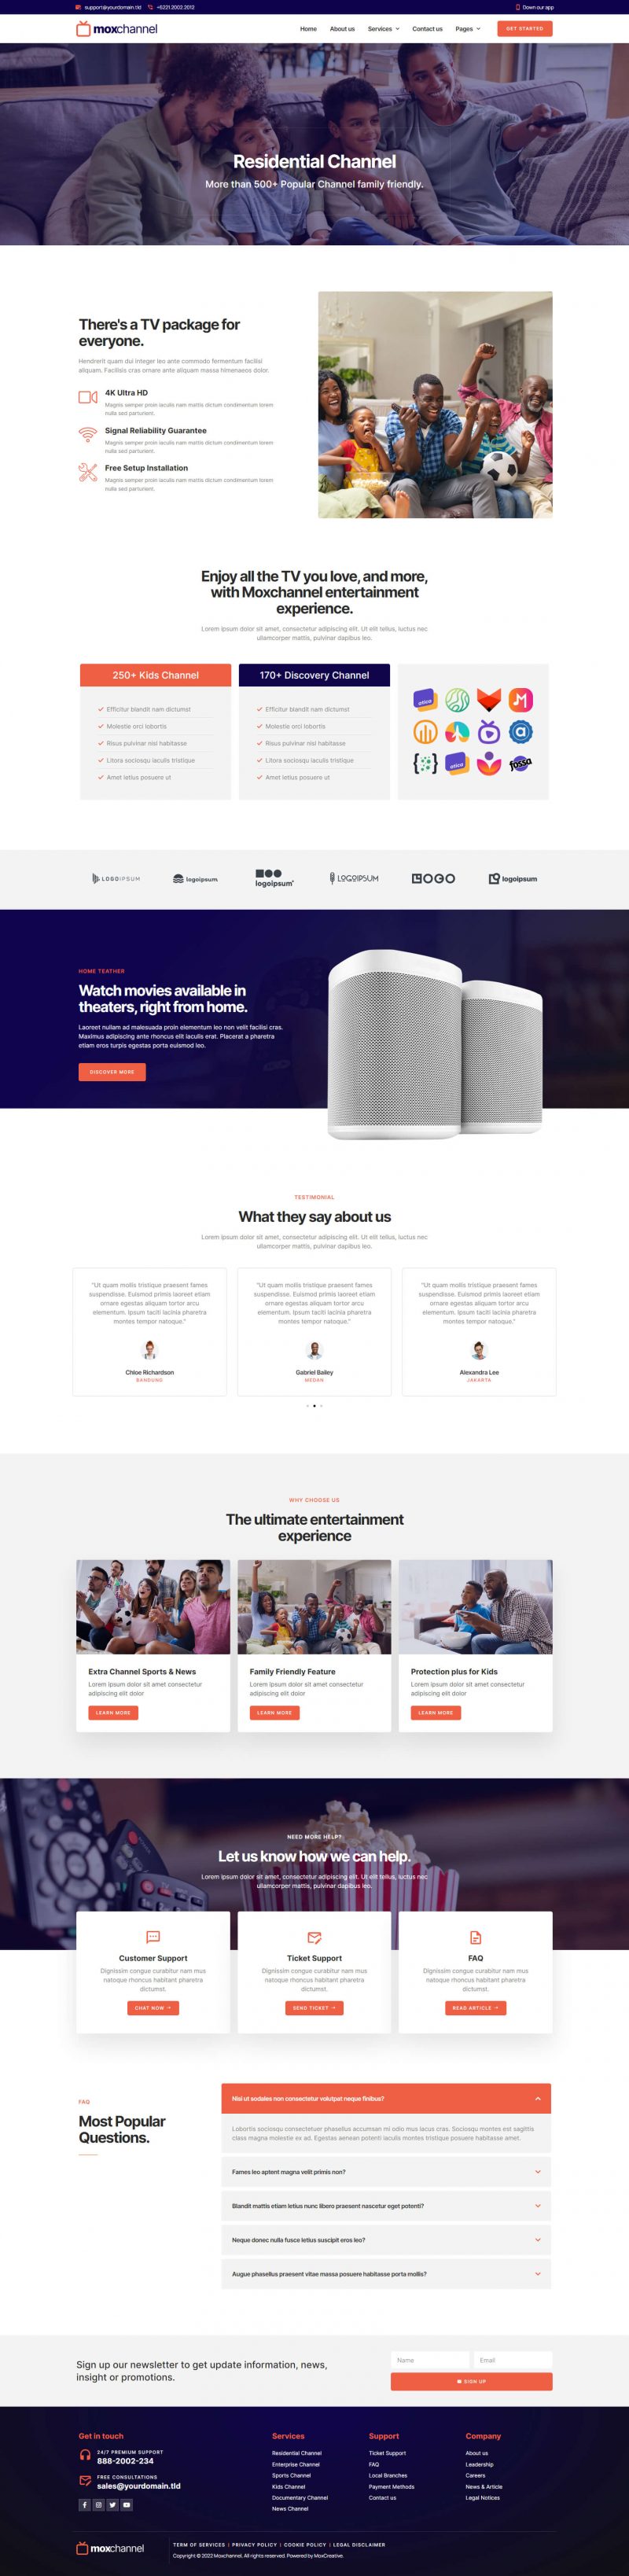 support@yourdomain.tld +6221.2002.2012 Down our app
moxchannel Home About us Services Contact us Pages GET STARTED
Residential Channel
More than 500+ Popular Channel family friendly.
There's a TV package for
everyone.
Hendrerit quam dui integer leo ante commodo fermentum facilisi
aliquam. Facilisis cras ornare ante aliquam massa himenaeos dolor.
4K Ultra HD
Magnis semper proin iaculis nam mattis dictum condimentum lorem
nulla sed parturient.
Signal Reliability Guarantee
Magnis semper proin iaculis nam mattis dictum condimentum lorem
nulla sed parturient.
Free Setup Installation
Magnis semper proin iaculis nam mattis dictum condimentum lorem
nulla sed parturient.
Enjoy all the TV you love, and more,
with Moxchannel entertainment
experience.
Lorem ipsum dolor sit amet, consectetur adipiscing elit. Ut elit tellus, luctus nec
ullamcorper mattis, pulvinar dapibus leo.
250+ Kids Channel
Efficitur blandit nam dictumst
Molestie orci lobortis
Risus pulvinar nisl habitasse
Litora sociosqu iaculis tristique
Amet letius posuere ut
170+ Discovery Channel
Efficitur blandit nam dictumst
Molestie orci lobortis
Risus pulvinar nisl habitasse
Litora sociosqu iaculis tristique
Amet letius posuere ut
otica
otica
fossa
LOGOIPSUM logoipsum logoipsum LOGOIPSUM LOGO logoipsum
HOME TEATHER
Watch movies available in
theaters, right from home.
Laoreet nullam ad malesuada proin elementum leo non velit facilisi cras.
Maximus adipiscing ante rhoncus elit iaculis erat. Placerat a pharetra
etiam eros turpis egestas porta euismod leo.
DISCOVER MORE
TESTIMONIAL
What they say about us
Lorem ipsum dolor sit amet, consectetur adipiscing elit. Ut elit tellus, luctus nec
ullamcorper mattis, pulvinar dapibus leo.
"Ut quam mollis tristique praesent fames
suspendisse. Euismod primis laoreet etiam
ornare egestas aliquam tortor arcu
elementum. Ipsum taciti lacinia pharetra
montes tempor natoque."
Chloe Richardson
BANDUNG
"Ut quam mollis tristique praesent fames
suspendisse. Euismod primis laoreet etiam
ornare egestas aliquam tortor arcu
elementum. Ipsum taciti lacinia pharetra
montes tempor natoque."
Gabriel Bailey
MEDAN
"Ut quam mollis tristique praesent fames
suspendisse. Euismod primis laoreet etiam
ornare egestas aliquam tortor arcu
elementum. Ipsum taciti lacinia pharetra
montes tempor natoque."
Alexandra Lee
JAKARTA
WHY CHOOSE US
The ultimate entertainment
experience
Extra Channel Sports & News
Lorem ipsum dolor sit amet consectetur
adipiscing elit dolor
LEARN MORE
Family Friendly Feature
Lorem ipsum dolor sit amet consectetur
adipiscing elit dolor
LEARN MORE
Protection plus for Kids
Lorem ipsum dolor sit amet consectetur
adipiscing elit dolor
LEARN MORE
NEED MORE HELP?
Let us know how we can help.
Lorem ipsum dolor sit amet, consectetur adipiscing elit. Ut elit tellus, luctus nec
ullamcorper mattis, pulvinar dapibus leo.
Customer Support
Dignissim congue curabitur nam mus
natoque rhoncus habitant pharetra
dictumst.
CHAT NOW
Ticket Support
Dignissim congue curabitur nam mus
natoque rhoncus habitant pharetra
dictumst.
SEND TICKET
FAQ
Dignissim congue curabitur nam mus
natoque rhoncus habitant pharetra
dictumst.
READ ARTICLE
FAQ
Most Popular
Questions.
Nisi ut sodales non consectetur volutpat neque finibus?
Lobortis sociosqu consectetuer phasellus accumsan mi odio mus lacus cras. Sociosqu montes est sagittis
class magna molestie ex ad. Egestas aenean potenti iaculis montes tristique posuere habitasse amet.
Fames leo aptent magna velit primis non?
Blandit mattis etiam letius nunc libero praesent nascetur eget potenti?
Neque donec nulla fusce letius suscipit eros leo?
Augue phasellus praesent vitae massa posuere habitasse porta mollis?
Sign up our newsletter to get update information, news,
insight or promotions.
Name Email
SIGN UP
Get in touch
24/7 PREMIUM SUPPORT
888-2002-234
FREE CONSULTATIONS
sales@yourdomain.tld
Services
Residential Channel
Enterprise Channel
Sports Channel
Kids Channel
Documentary Channel
News Channel
Support
Ticket Support
FAQ
Local Branches
Payment Methods
Contact us
Company
About us
Leadership
Careers
News & Article
Legal Notices
moxchannel
TERM OF SERVICES | PRIVACY POLICY | COOKIE POLICY | LEGAL DISCLAIMER
Copyright © 2022 Moxchannel, All rights reserved. Powered by MoxCreative.